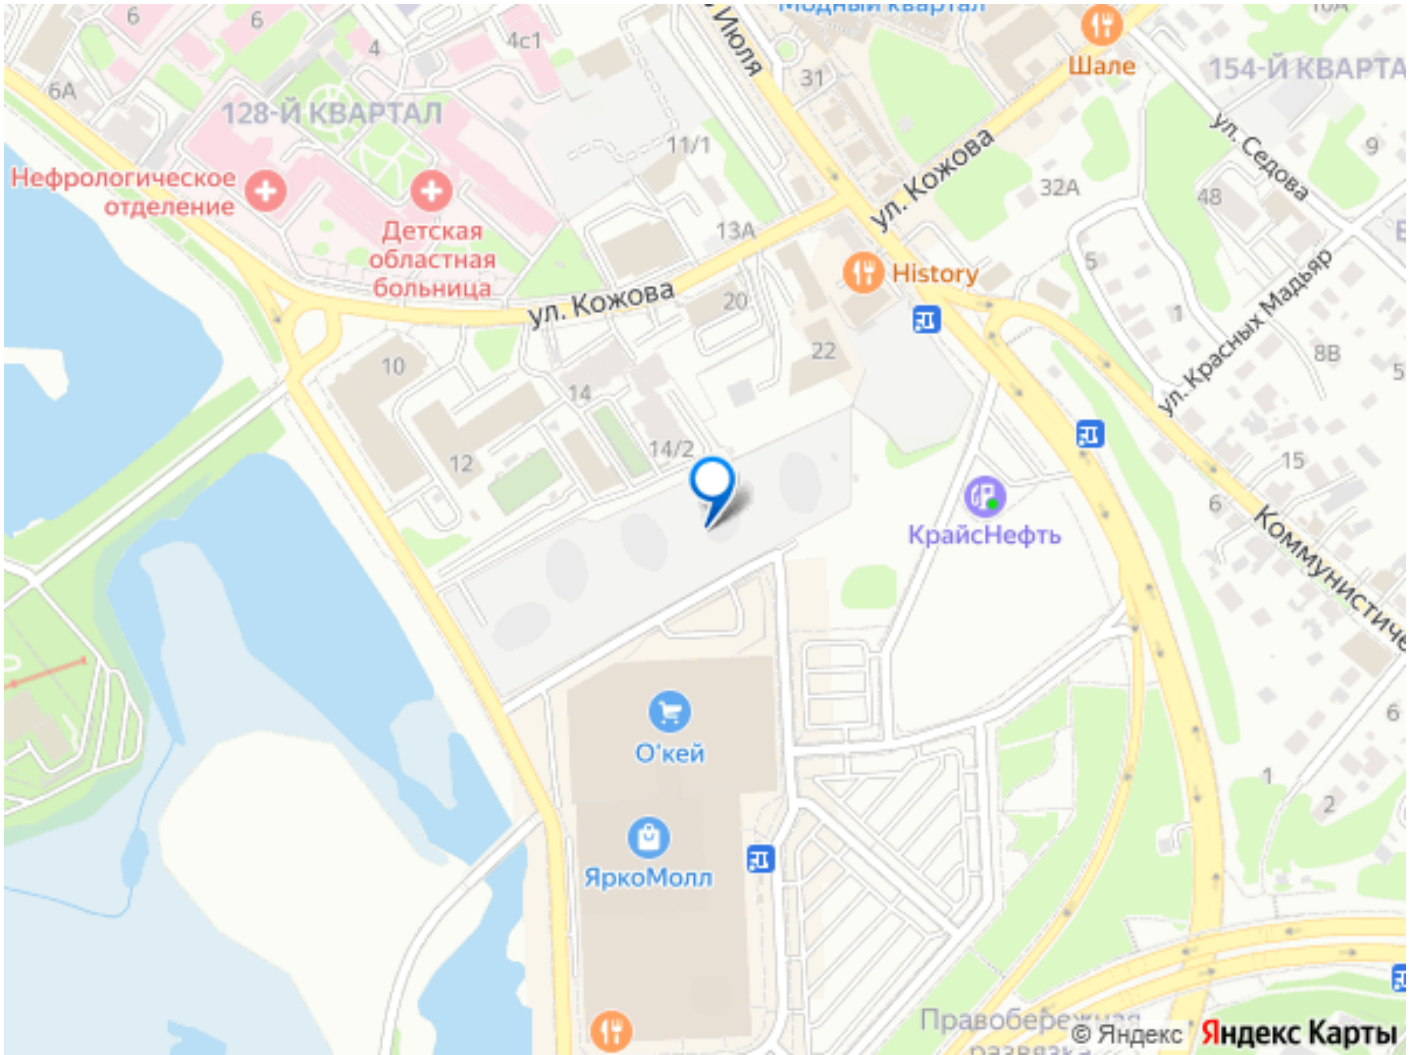 6
6
4
4с1
Июля
Модный квартал
31
Шале
154-Й КВАРТА
6А
128-Й КВАРТАЛ
11/1
ул. Кожова
ул. Седова
9
Нефрологическое
отделение
Детская
областная
больница
13А
32А
48
5
History
ул. Кожова
20
1
ул. Красных Мадьяр
22
8В
5
10
14
12
14/2
15
6
КрайсНефть
Коммунистиче
О'кей
6
1
2
ЯркоМолл
Правобережная
развязка
© Яндекс
Яндекс Карты